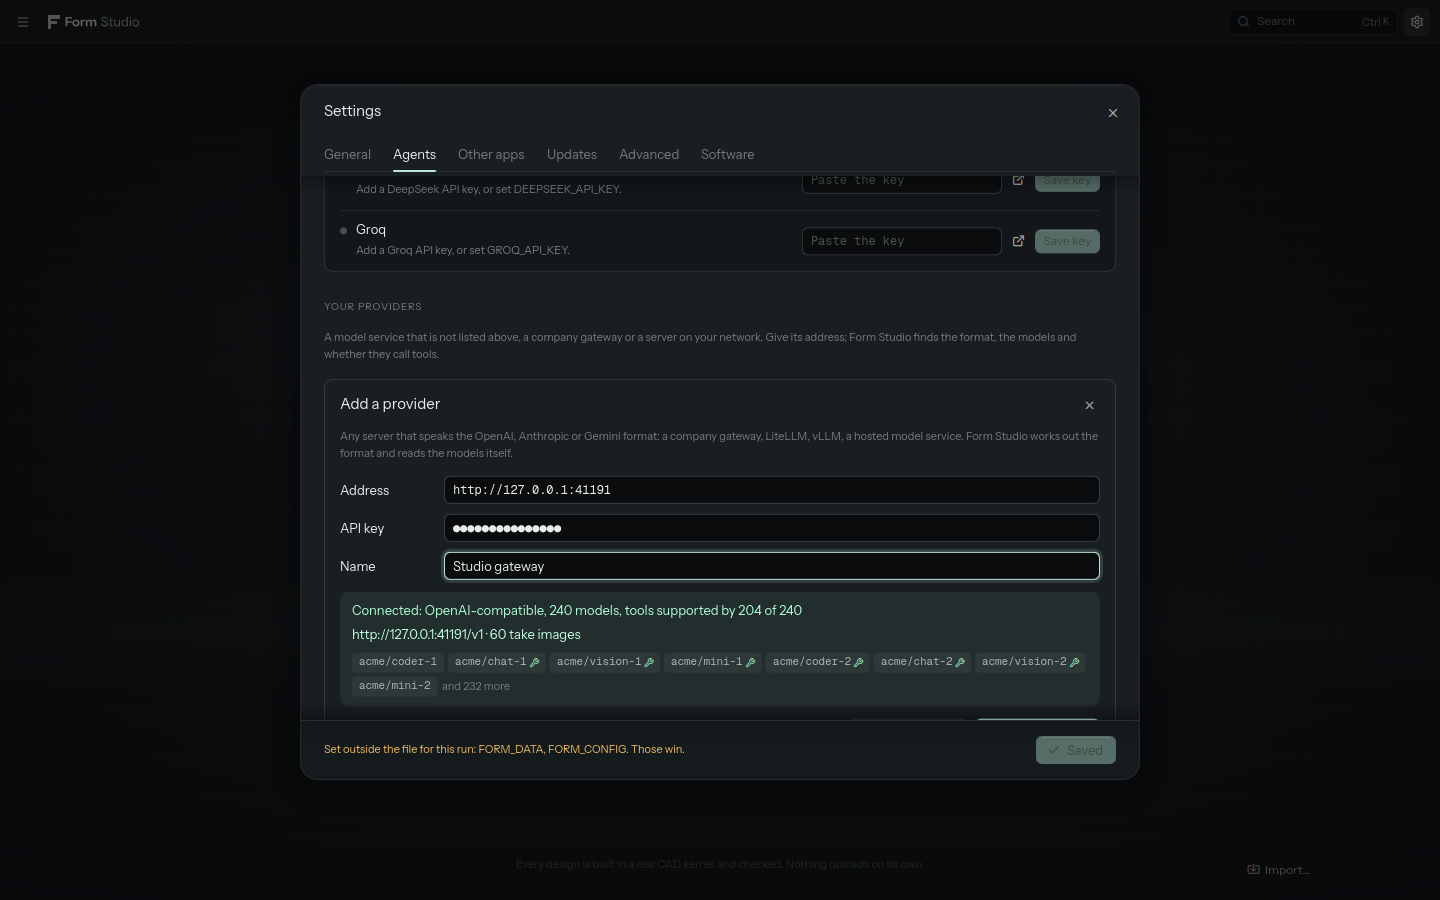 Form Studio
Search Ctrl K
Settings
General Agents Other apps Updates Advanced Software
Add a DeepSeek API key, or set DEEPSEEK_API_KEY.
Paste the key
Save key
Groq
Add a Groq API key, or set GROQ_API_KEY.
Paste the key
Save key
YOUR PROVIDERS
A model service that is not listed above, a company gateway or a server on your network. Give its address; Form Studio finds the format, the models and
whether they call tools.
Add a provider
Any server that speaks the OpenAI, Anthropic or Gemini format: a company gateway, LiteLLM, vLLM, a hosted model service. Form Studio works out the
format and reads the models itself.
Address http://127.0.0.1:41191
API key ●●●●●●●●●●●●●●●
Name Studio gateway
Connected: OpenAI-compatible, 240 models, tools supported by 204 of 240
http://127.0.0.1:41191/v1 · 60 take images
acme/coder-1 acme/chat-1 acme/vision-1 acme/mini-1 acme/coder-2 acme/chat-2 acme/vision-2
acme/mini-2 and 232 more
Set outside the file for this run: FORM_DATA, FORM_CONFIG. Those win.
Saved
Every design is built in a real CAD kernel and checked. Nothing uploads on its own.
Import...